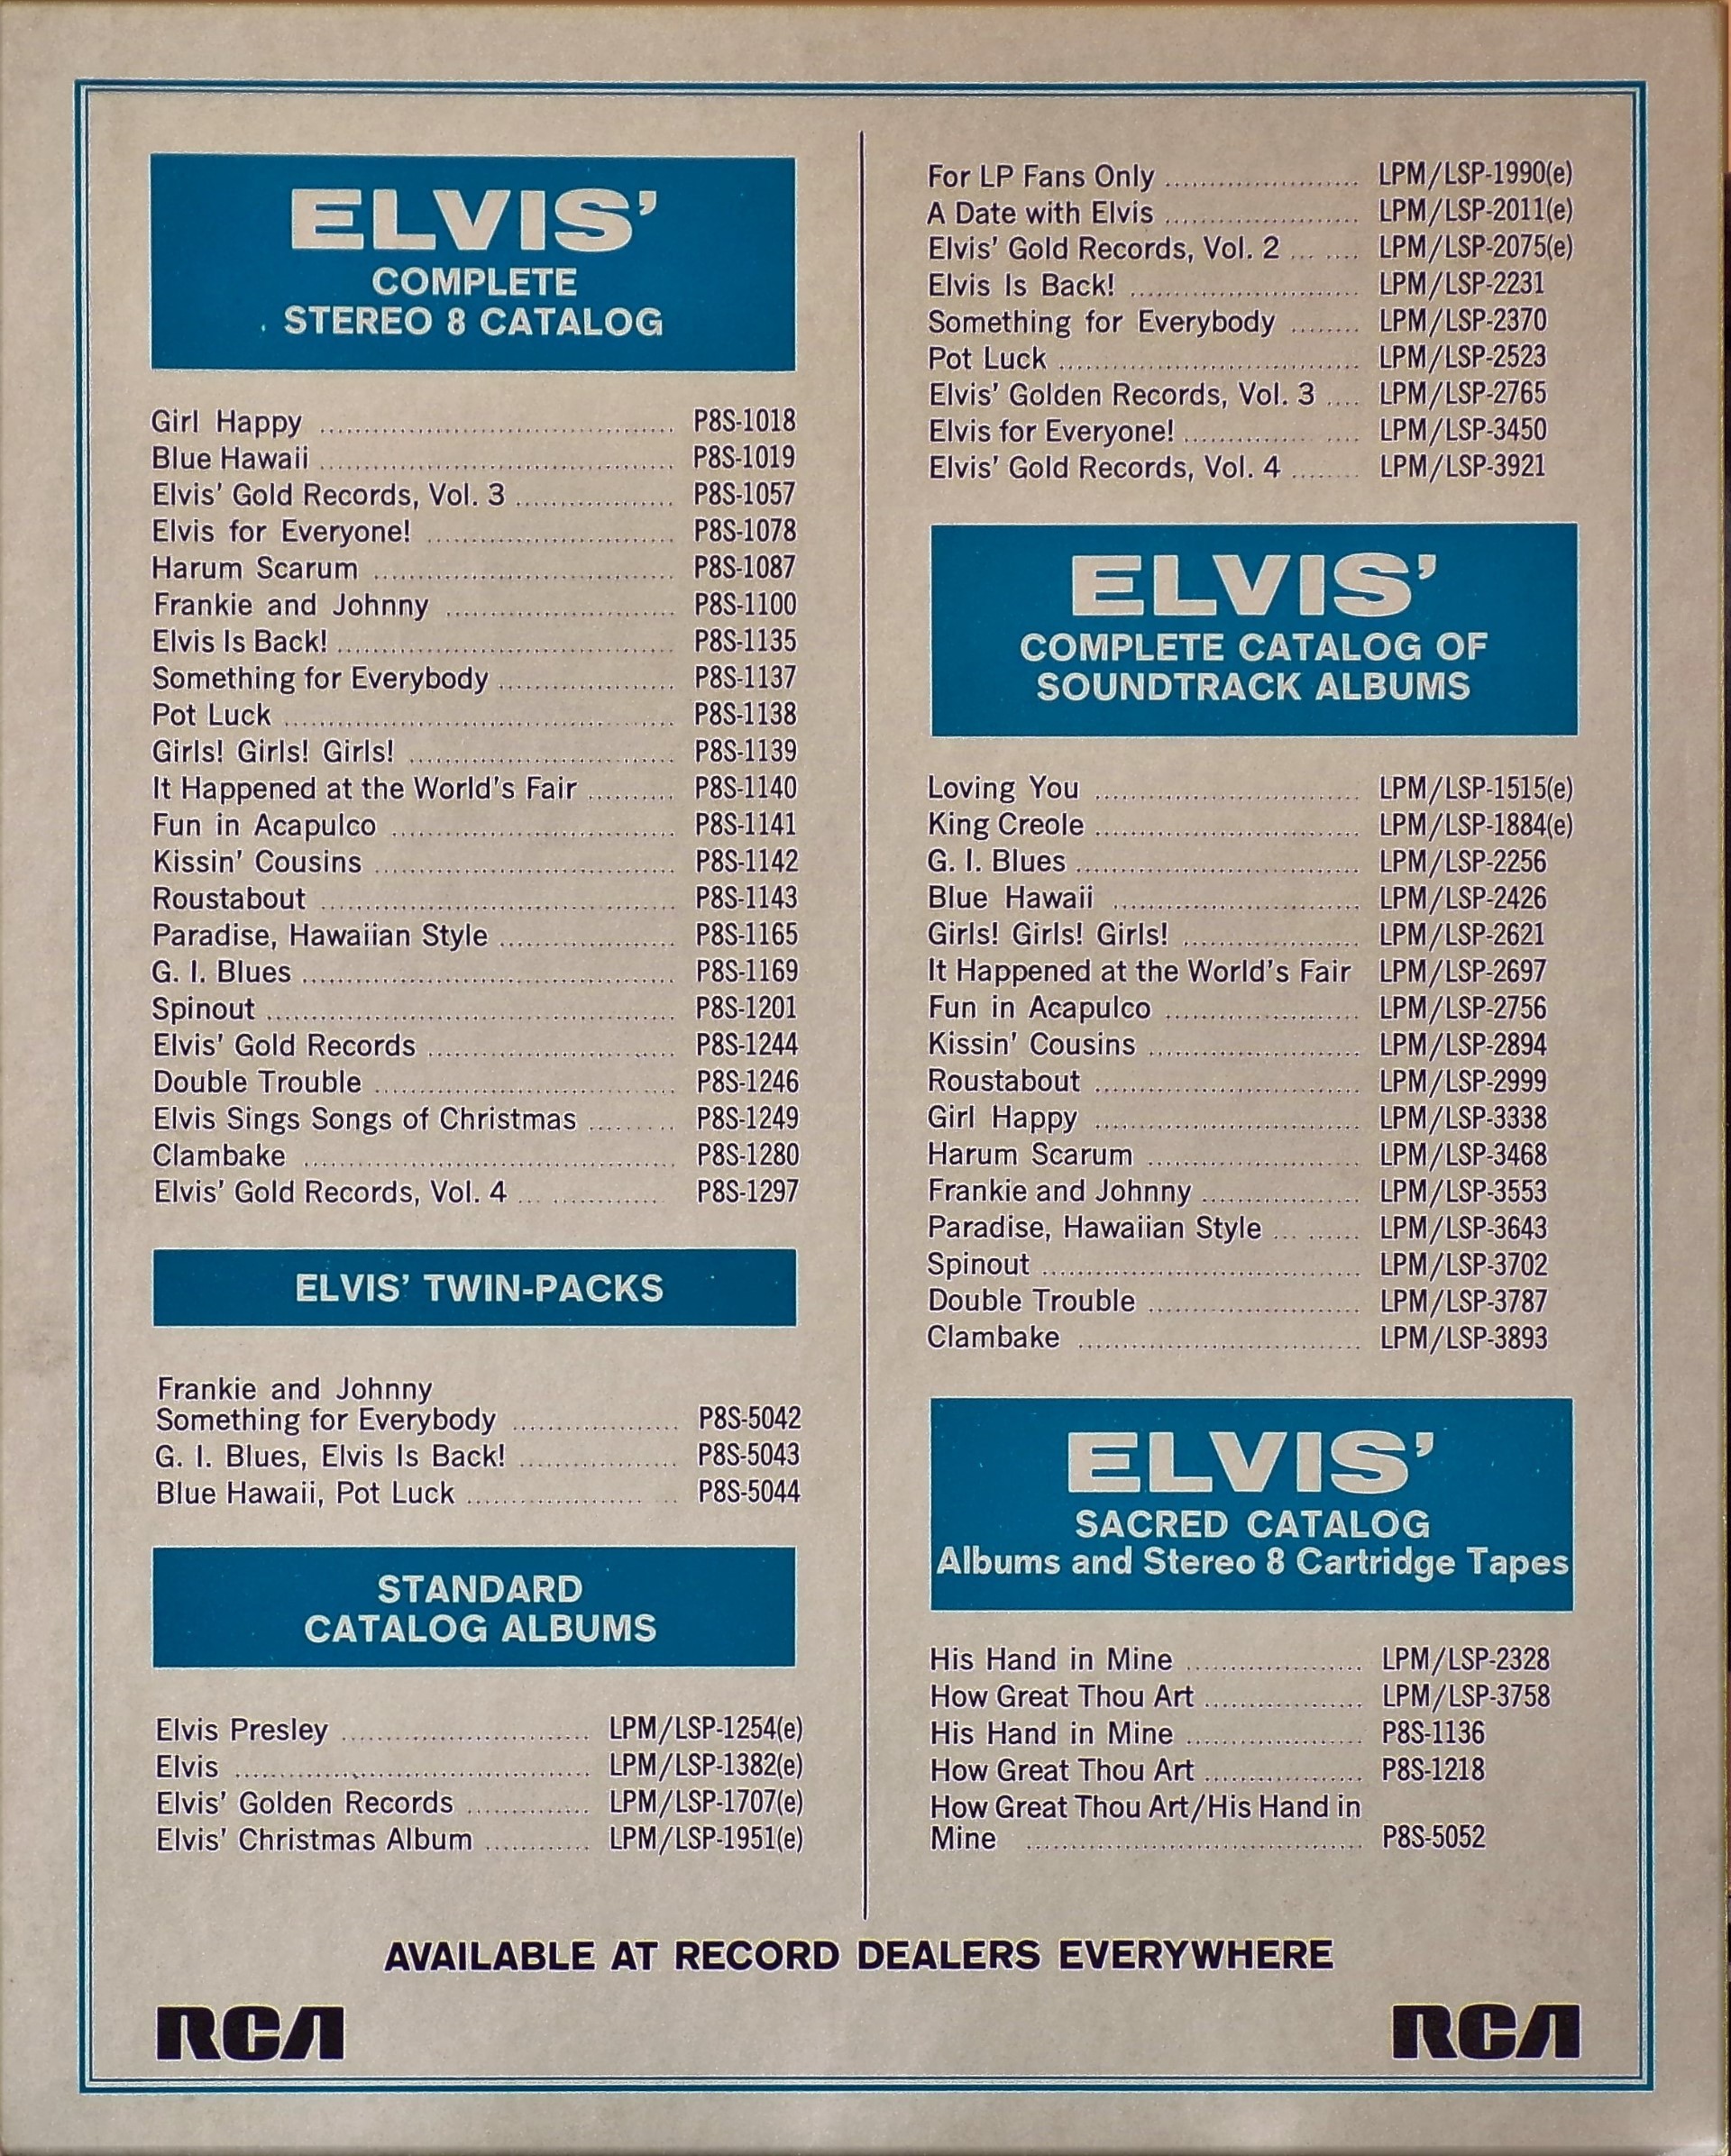 ELVIS’
COMPLETE
STEREO 8 CATALOG
Girl Happy ........ P8S-1018
Blue Hawaii ........ P8S-1019
Elvis’ Gold Records, Vol. 3 ........ P8S-1057
Elvis for Everyone! ........ P8S-1078
Harum Scarum ........ P8S-1087
Frankie and Johnny ........ P8S-1100
Elvis Is Back! ........ P8S-1135
Something for Everybody ........ P8S-1137
Pot Luck ........ P8S-1138
Girls! Girls! Girls! ........ P8S-1139
It Happened at the World’s Fair ........ P8S-1140
Fun in Acapulco ........ P8S-1141
Kissin’ Cousins ........ P8S-1142
Roustabout ........ P8S-1143
Paradise, Hawaiian Style ........ P8S-1165
G. I. Blues ........ P8S-1169
Spinout ........ P8S-1201
Elvis’ Gold Records ........ P8S-1244
Double Trouble ........ P8S-1246
Elvis Sings Songs of Christmas ........ P8S-1249
Clambake ........ P8S-1280
Elvis’ Gold Records, Vol. 4 ........ P8S-1297
ELVIS’ TWIN-PACKS
Frankie and Johnny
Something for Everybody ........ P8S-5042
G. I. Blues, Elvis Is Back! ........ P8S-5043
Blue Hawaii, Pot Luck ........ P8S-5044
STANDARD
CATALOG ALBUMS
Elvis Presley ........ LPM/LSP-1254(e)
Elvis ........ LPM/LSP-1382(e)
Elvis’ Golden Records ........ LPM/LSP-1707(e)
Elvis’ Christmas Album ........ LPM/LSP-1951(e)
For LP Fans Only ........ LPM/LSP-1990(e)
A Date with Elvis ........ LPM/LSP-2011(e)
Elvis’ Gold Records, Vol. 2 ........ LPM/LSP-2075(e)
Elvis Is Back! ........ LPM/LSP-2231
Something for Everybody ........ LPM/LSP-2370
Pot Luck ........ LPM/LSP-2523
Elvis’ Golden Records, Vol. 3 .... LPM/LSP-2765
Elvis for Everyone! ........ LPM/LSP-3450
Elvis’ Gold Records, Vol. 4 ........ LPM/LSP-3921
ELVIS’
COMPLETE CATALOG OF
SOUNDTRACK ALBUMS
Loving You ........ LPM/LSP-1515(e)
King Creole ........ LPM/LSP-1884(e)
G. I. Blues ........ LPM/LSP-2256
Blue Hawaii ........ LPM/LSP-2426
Girls! Girls! Girls! ........ LPM/LSP-2621
It Happened at the World’s Fair LPM/LSP-2697
Fun in Acapulco ........ LPM/LSP-2756
Kissin’ Cousins ........ LPM/LSP-2894
Roustabout ........ LPM/LSP-2999
Girl Happy ........ LPM/LSP-3338
Harum Scarum ........ LPM/LSP-3468
Frankie and Johnny ........ LPM/LSP-3553
Paradise, Hawaiian Style ........ LPM/LSP-3643
Spinout ........ LPM/LSP-3702
Double Trouble ........ LPM/LSP-3787
Clambake ........ LPM/LSP-3893
ELVIS’
SACRED CATALOG
Albums and Stereo 8 Cartridge Tapes
His Hand in Mine ........ LPM/LSP-2328
How Great Thou Art ........ LPM/LSP-3758
His Hand in Mine ........ P8S-1136
How Great Thou Art ........ P8S-1218
How Great Thou Art/His Hand in
Mine ........ P8S-5052
AVAILABLE AT RECORD DEALERS EVERYWHERE
RCA RCA